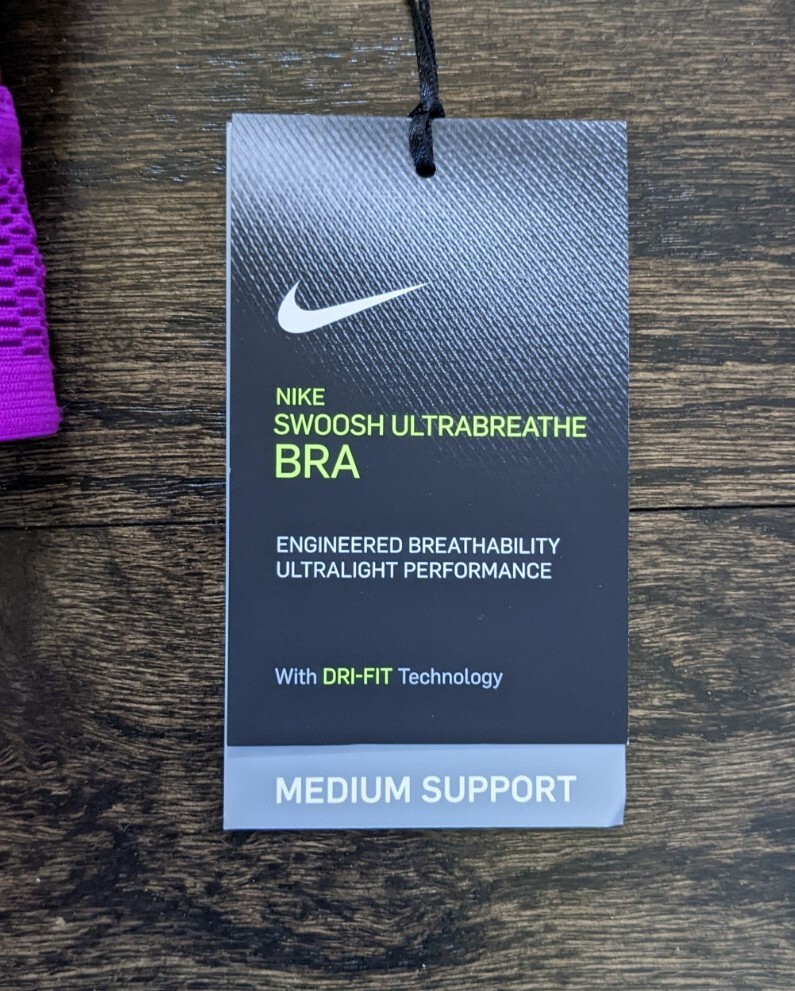 NIKE
SWOOSH ULTRABREATHE
BRA
ENGINEERED BREATHABILITY
ULTRALIGHT PERFORMANCE
With DRI-FIT Technology
MEDIUM SUPPORT